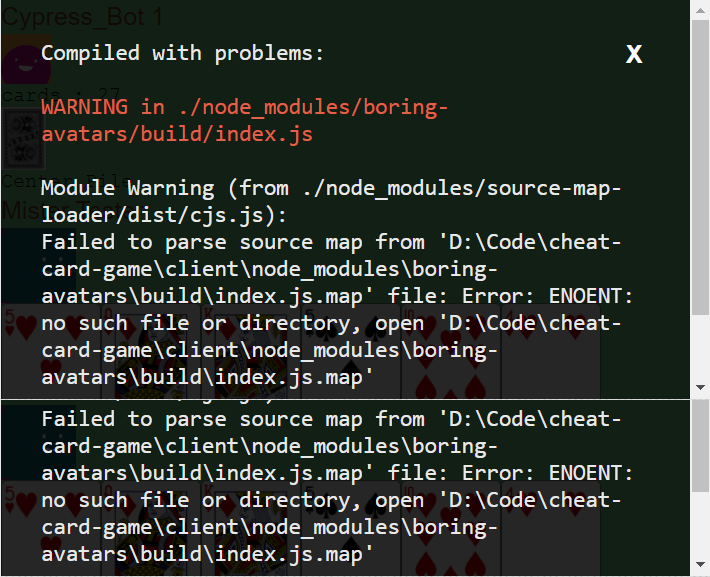 Cypress_Bot 1
Compiled with problems:
X
cards : 27
WARNING in ./node_modules/boring-
avatars/build/index.js
Module Warning (from ./node_modules/source-map-
loader/dist/cjs.js):
Failed to parse source map from 'D:\Code\cheat-
card-game\client\node_modules\boring-
avatars\build\index.js.map' file: Error: ENOENT:
no such file or directory, open 'D:\Code\cheat-
card-game\client\node_modules\boring-
avatars\build\index.js.map'
Failed to parse source map from 'D:\Code\cheat-
card-game\client\node_modules\boring-
avatars\build\index.js.map' file: Error: ENOENT:
no such file or directory, open 'D:\Code\cheat-
card-game\client\node_modules\boring-
avatars\build\index.js.map'